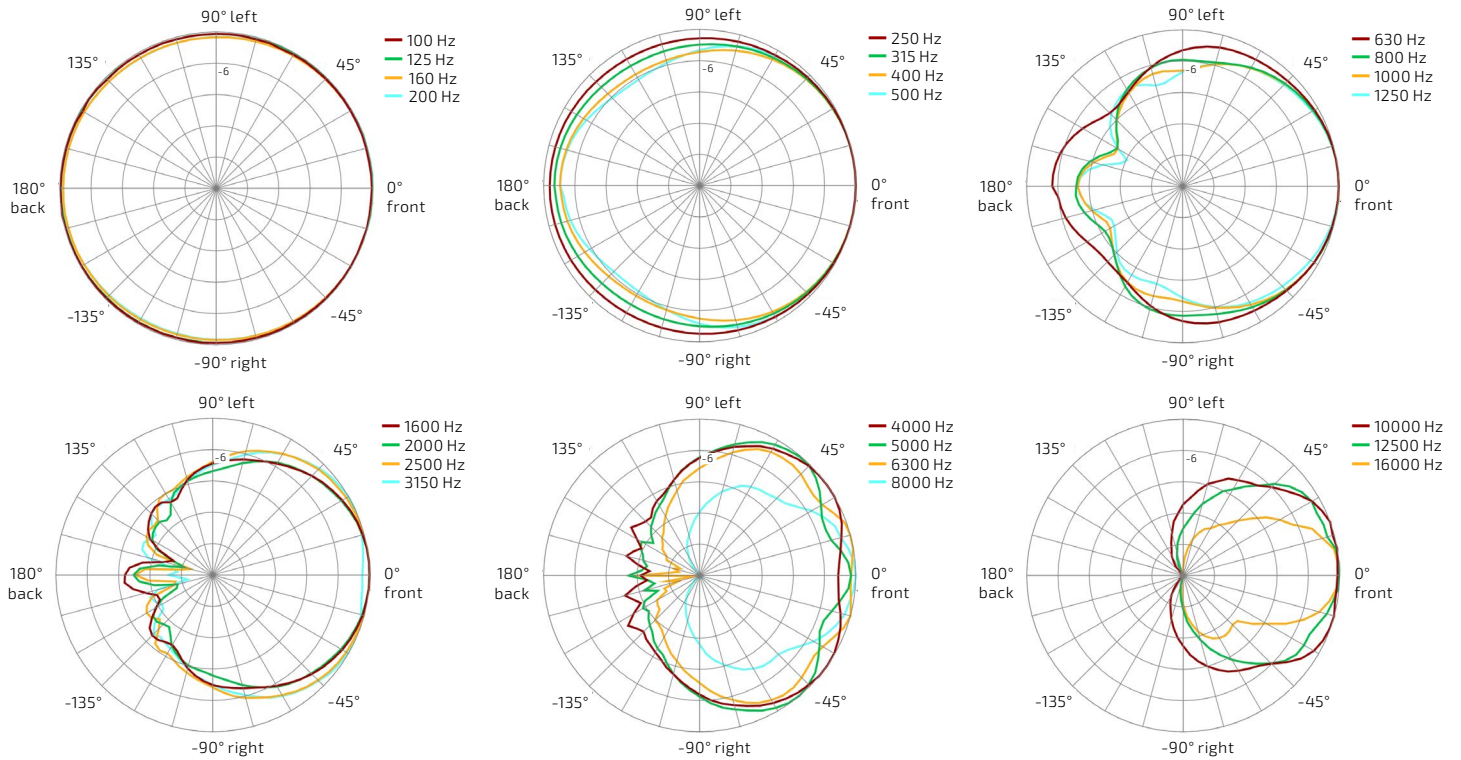 90° left
135°
45°
-6
180°
back
0°
front
-135°
-45°
-90° right
100 Hz
125 Hz
160 Hz
200 Hz
90° left
135°
45°
-6
180°
back
0°
front
-135°
-45°
-90° right
250 Hz
315 Hz
400 Hz
500 Hz
90° left
135°
45°
-6
180°
back
0°
front
-135°
-45°
-90° right
630 Hz
800 Hz
1000 Hz
1250 Hz
90° left
135°
45°
-6
180°
back
0°
front
-135°
-45°
-90° right
1600 Hz
2000 Hz
2500 Hz
3150 Hz
90° left
135°
45°
-6
180°
back
0°
front
-135°
-45°
-90° right
4000 Hz
5000 Hz
6300 Hz
8000 Hz
90° left
135°
45°
-6
180°
back
0°
front
-135°
-45°
-90° right
10000 Hz
12500 Hz
16000 Hz